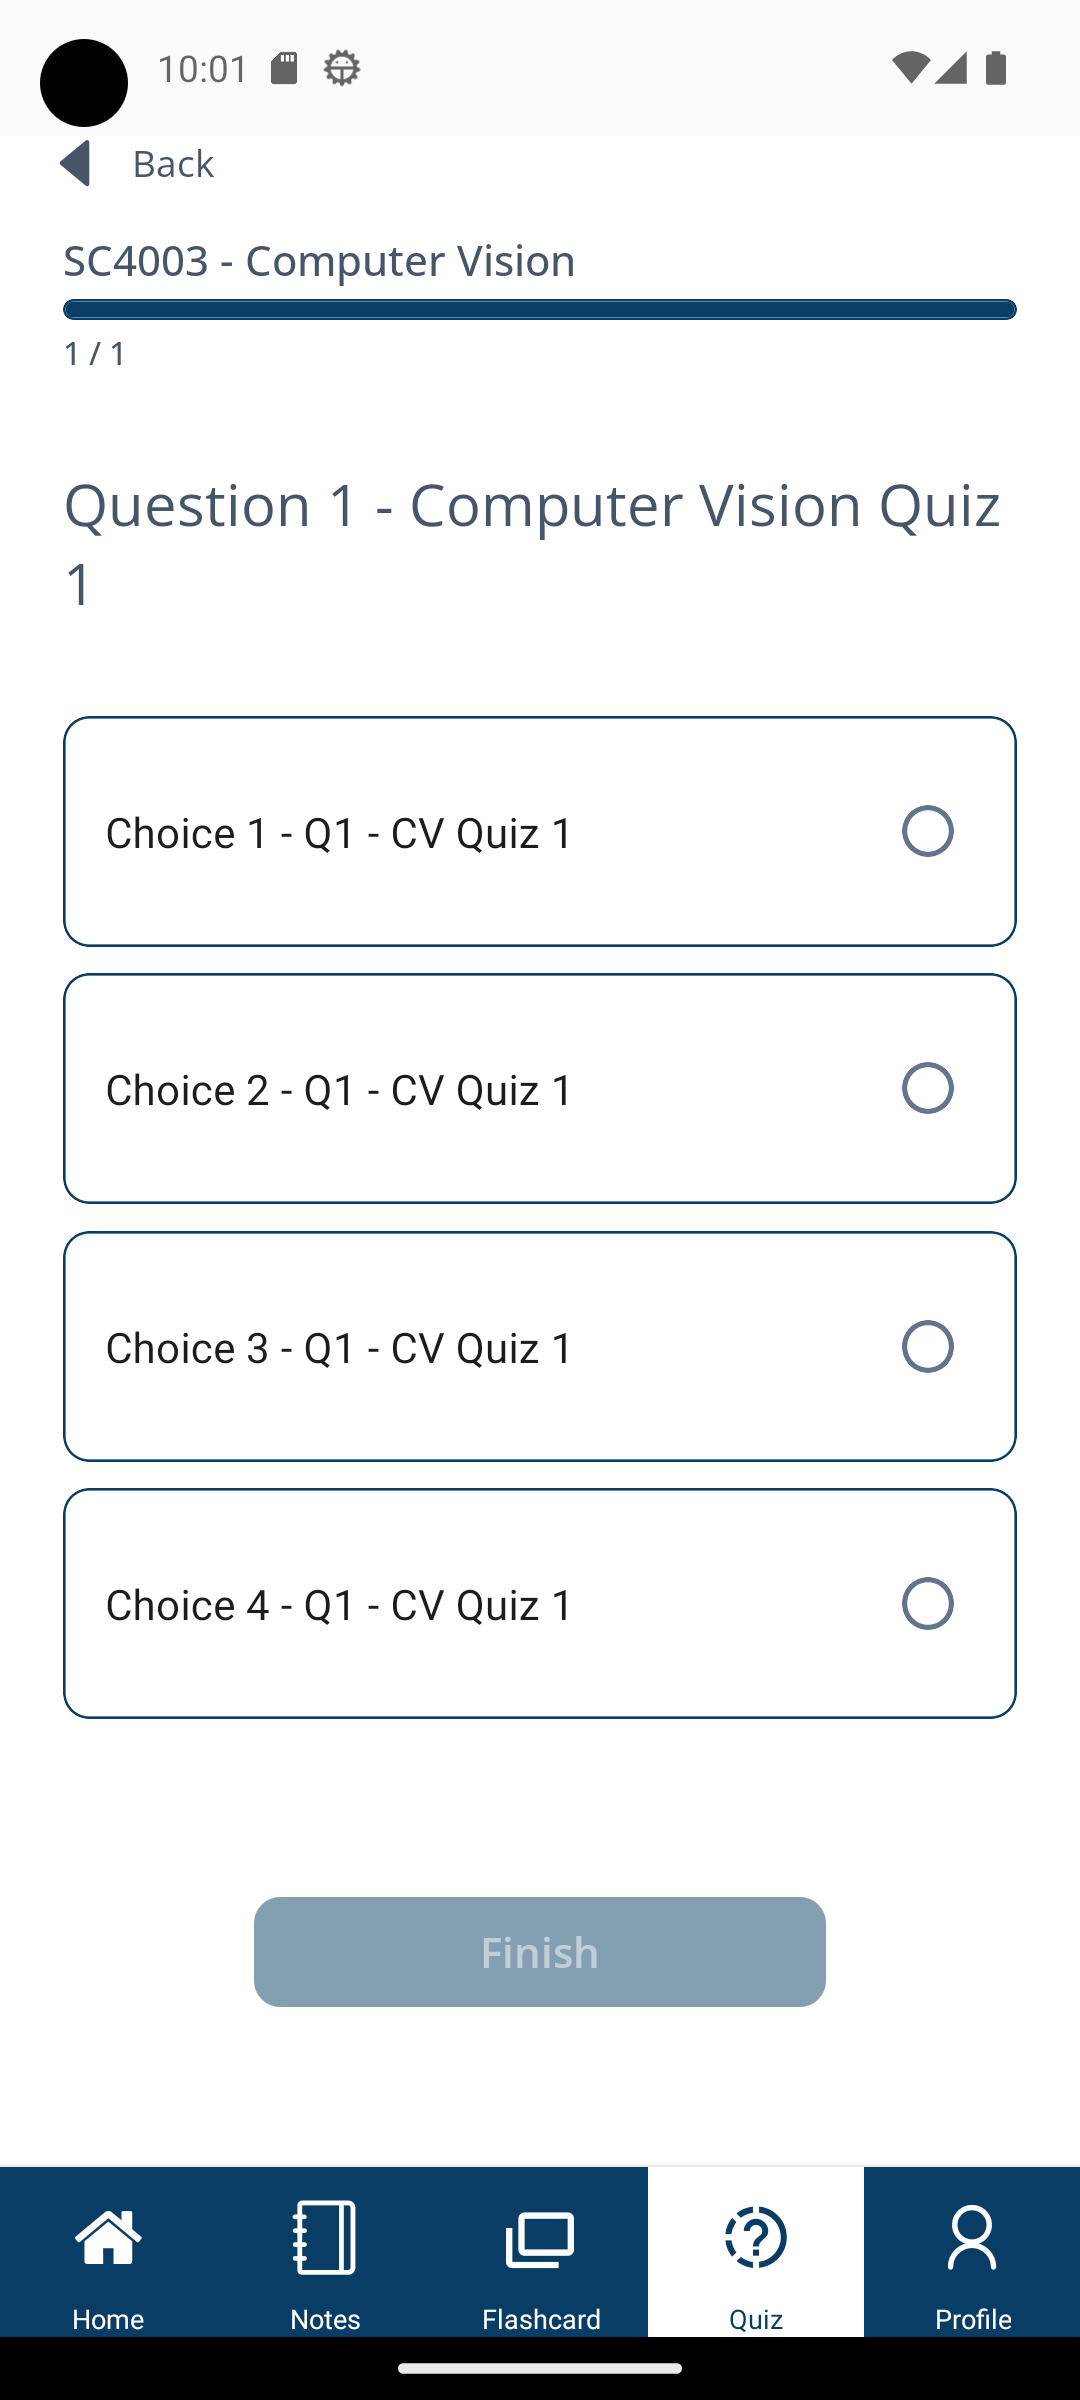 10:01
Back
SC4003 - Computer Vision
1 / 1
Question 1 - Computer Vision Quiz
1
Choice 1 - Q1 - CV Quiz 1
Choice 2 - Q1 - CV Quiz 1
Choice 3 - Q1 - CV Quiz 1
Choice 4 - Q1 - CV Quiz 1
Finish
Home Notes Flashcard Quiz Profile